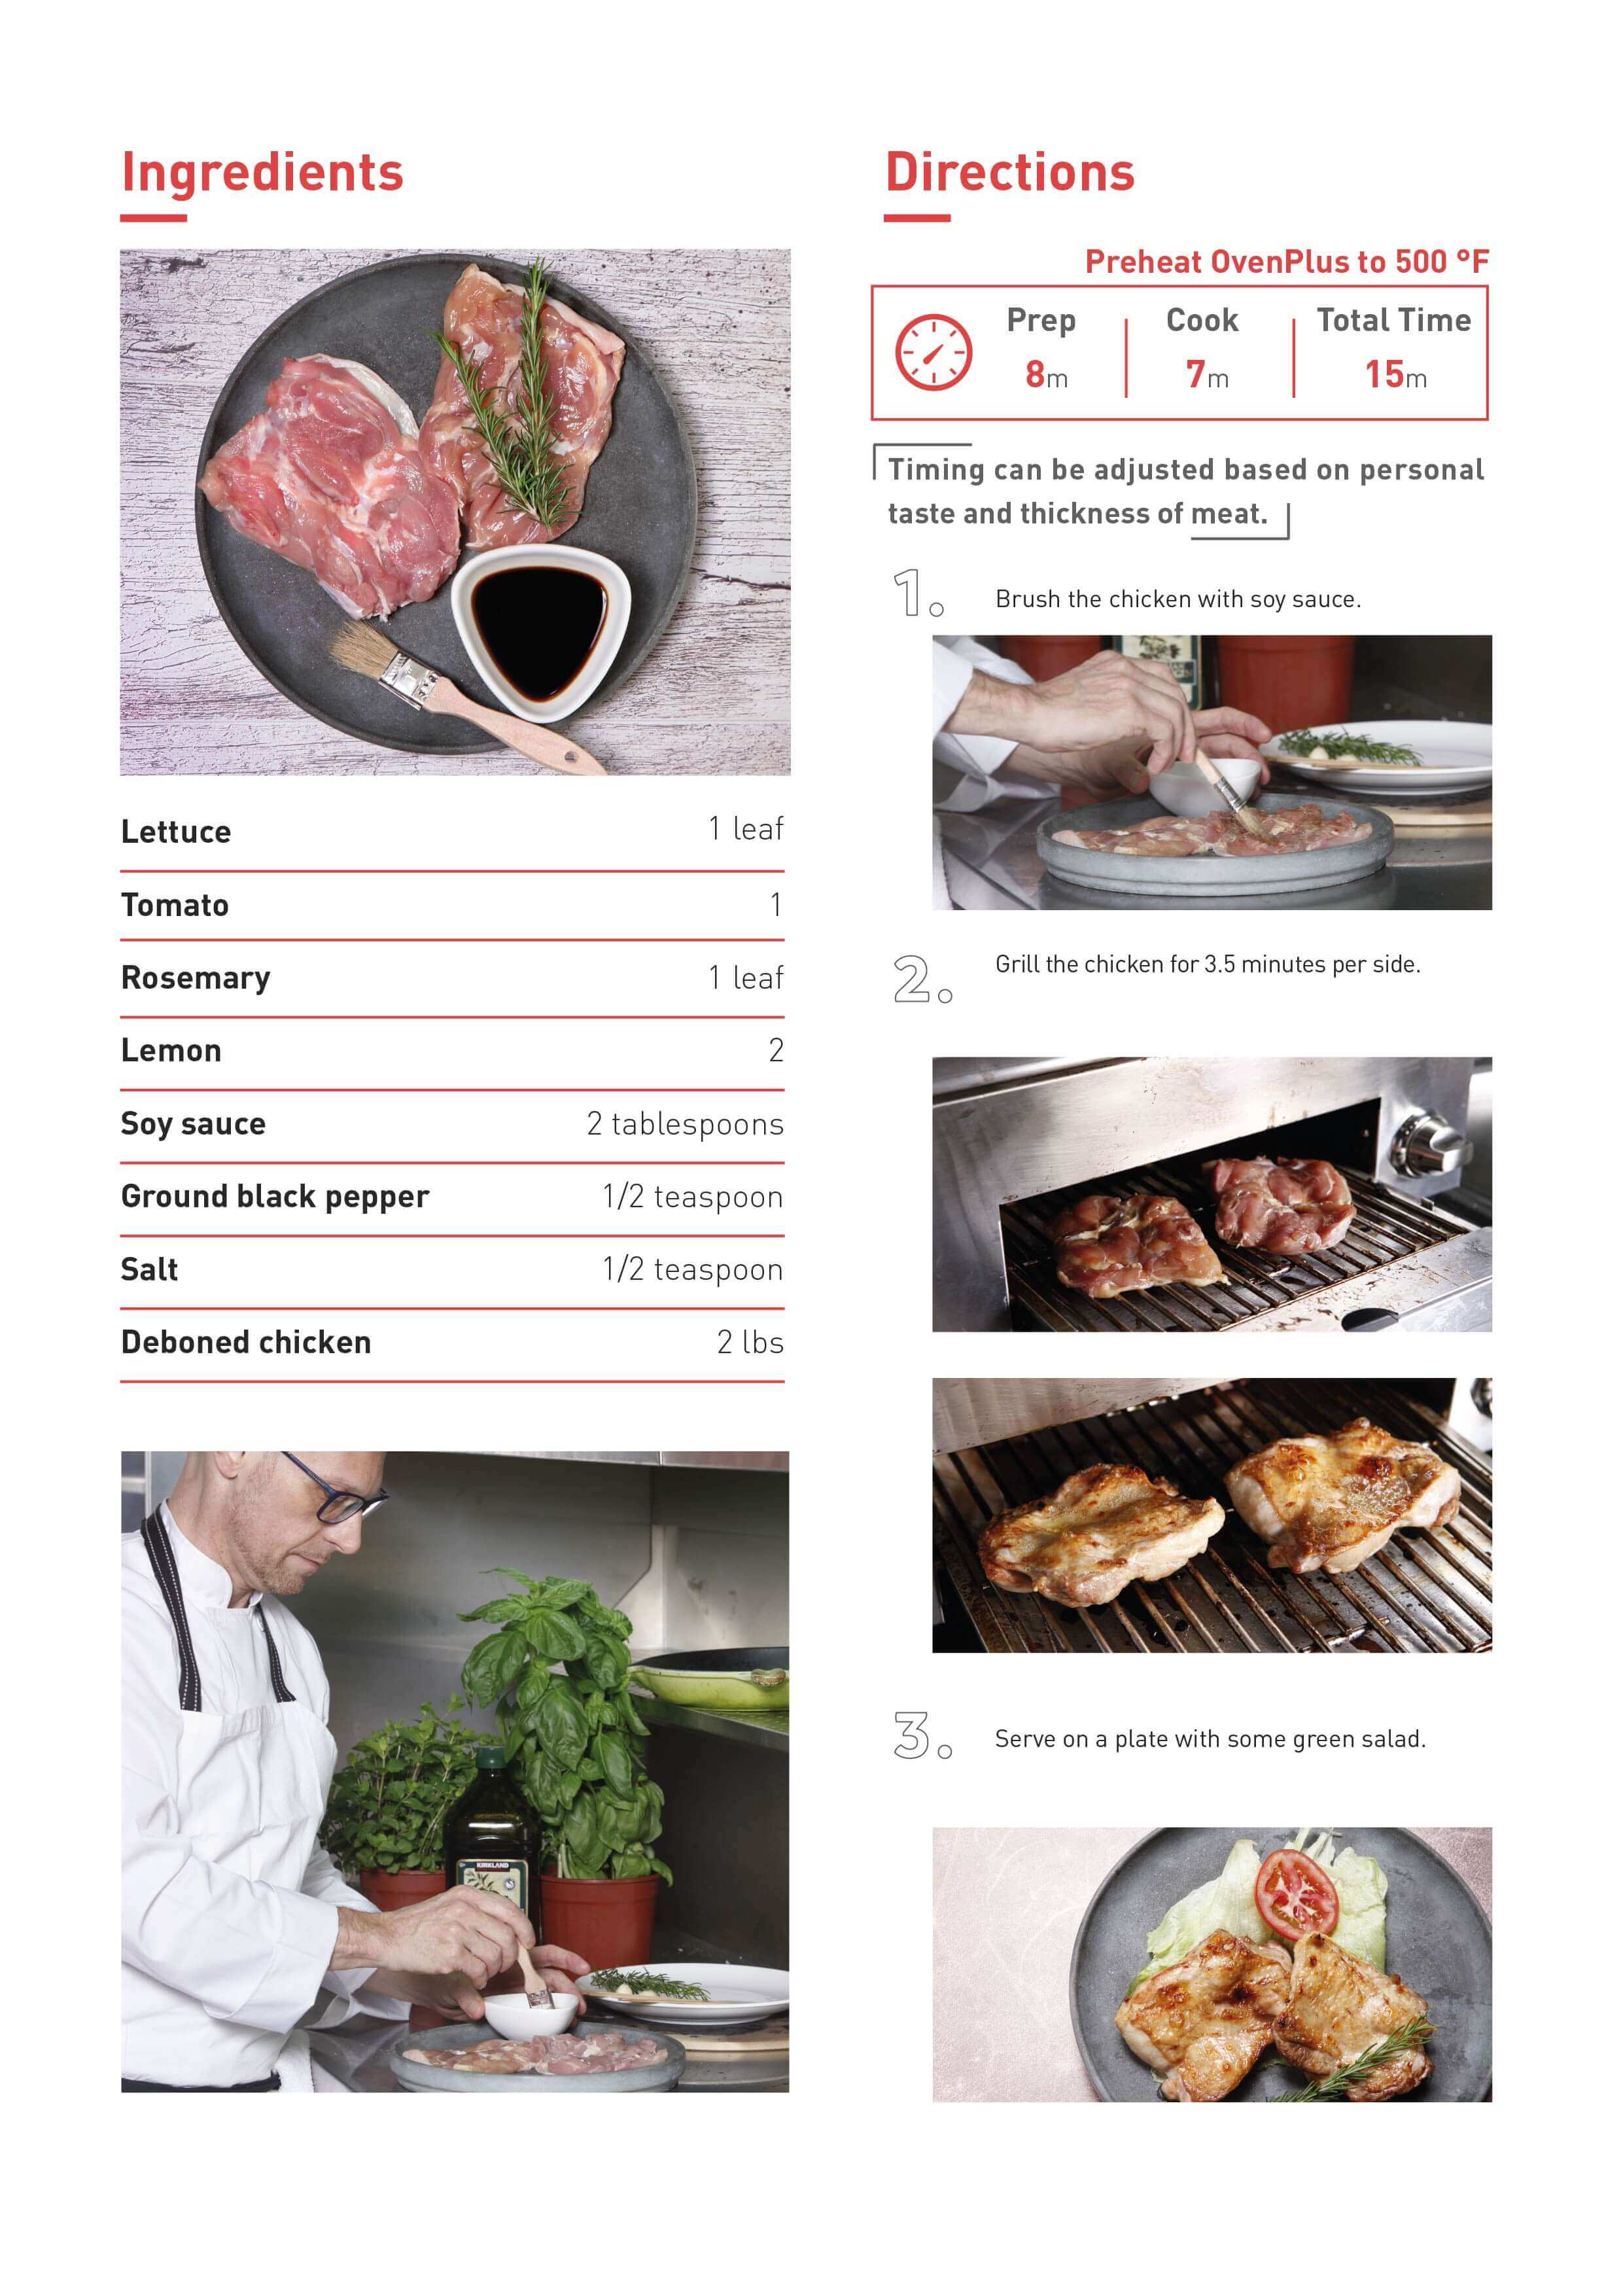 Ingredients
Lettuce 1 leaf
Tomato 1
Rosemary 1 leaf
Lemon 2
Soy sauce 2 tablespoons
Ground black pepper 1/2 teaspoon
Salt 1/2 teaspoon
Deboned chicken 2 lbs
KIRKLAND
Directions
Preheat OvenPlus to 500 °F
Prep Cook Total Time
8m 7m 15m
Timing can be adjusted based on personal
taste and thickness of meat.
1. Brush the chicken with soy sauce.
2. Grill the chicken for 3.5 minutes per side.
3. Serve on a plate with some green salad.